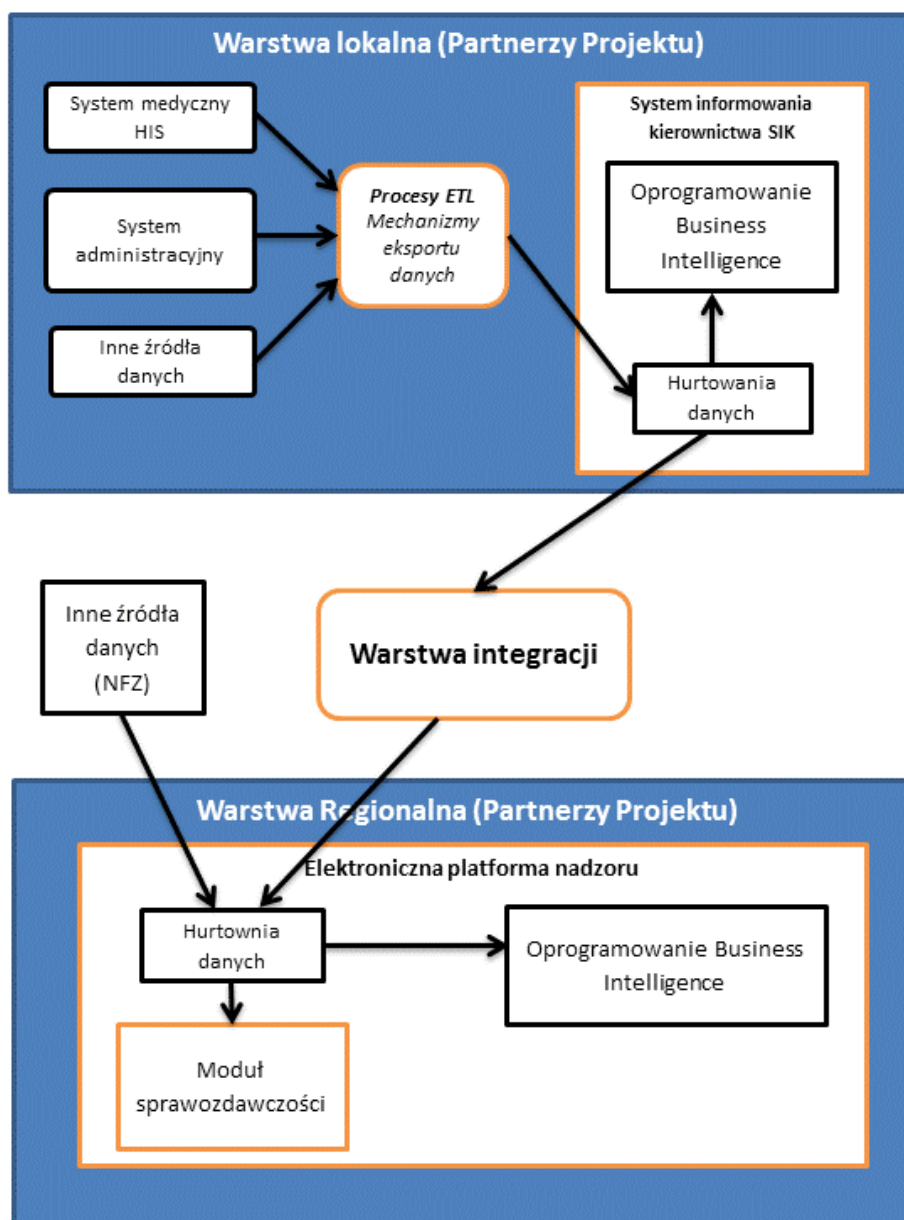 Warstwa lokalna (Partnerzy Projektu)
System medyczny
HIS
System
administracyjny
Inne źródła
danych
Procesy ETL
Mechanizmy
eksportu
danych
System informowania
kierownictwa SIK
Oprogramowanie
Business
Intelligence
Hurtowania
danych
Inne źródła
danych
(NFZ)
Warstwa integracji
Warstwa Regionalna (Partnerzy Projektu)
Elektroniczna platforma nadzoru
Hurtownia
danych
Oprogramowanie Business
Intelligence
Moduł
sprawozdawczości